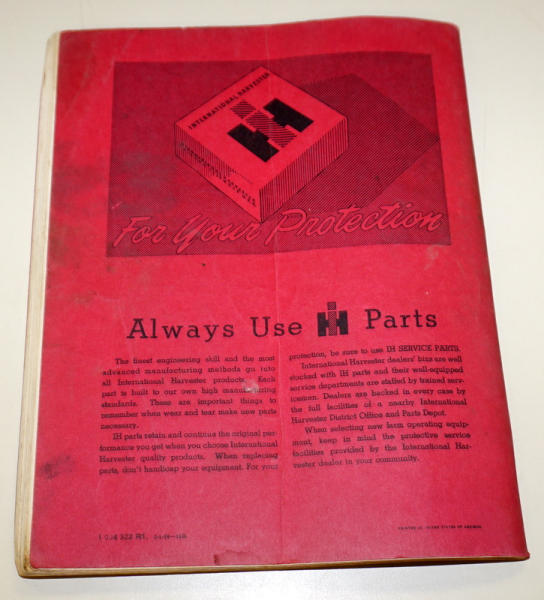 INTERNATIONAL HARVESTER
IH
For Your Protection
Always Use IH Parts
The finest engineering skill and the most
advanced manufacturing methods go into
all International Harvester products. Each
part is built to our own high manufacturing
standards. These are important things to
remember when wear and tear make new parts
necessary.
IH parts retain and continue the original per-
formance you get when you choose International
Harvester quality products. When replacing
parts, don't handicap your equipment. For your
protection, be sure to use IH SERVICE PARTS.
International Harvester dealers' bins are well
stocked with IH parts and their well-equipped
service departments are staffed by trained serv-
icemen. Dealers are backed in every case by
the full facilities of a nearby International
Harvester District Office and Parts Depot.
When selecting new farm operating equip-
ment, keep in mind the protective service
facilities provided by the International Har-
vester dealer in your community.
PRINTED IN UNITED STATES OF AMERICA